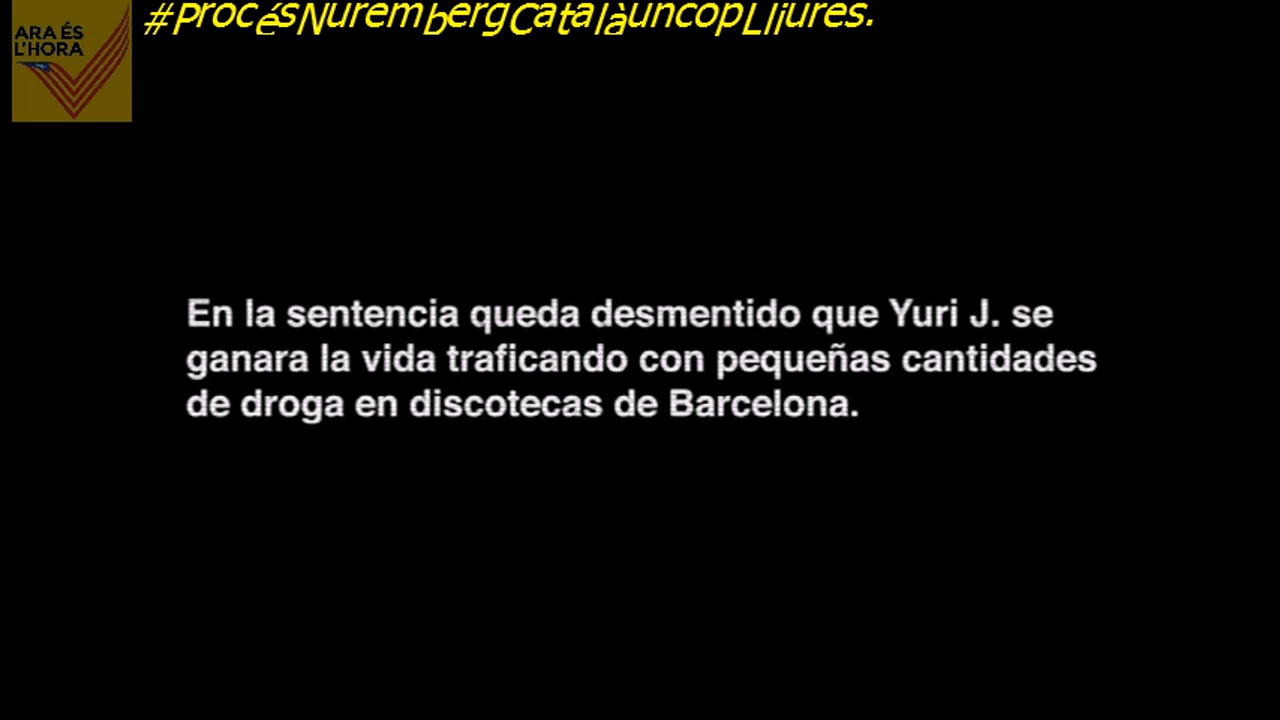 #ProcésNurembergCatalàuncopLliures.
ARA ÉS
L'HORA
En la sentencia queda desmentido que Yuri J. se
ganara la vida traficando con pequeñas cantidades
de droga en discotecas de Barcelona.